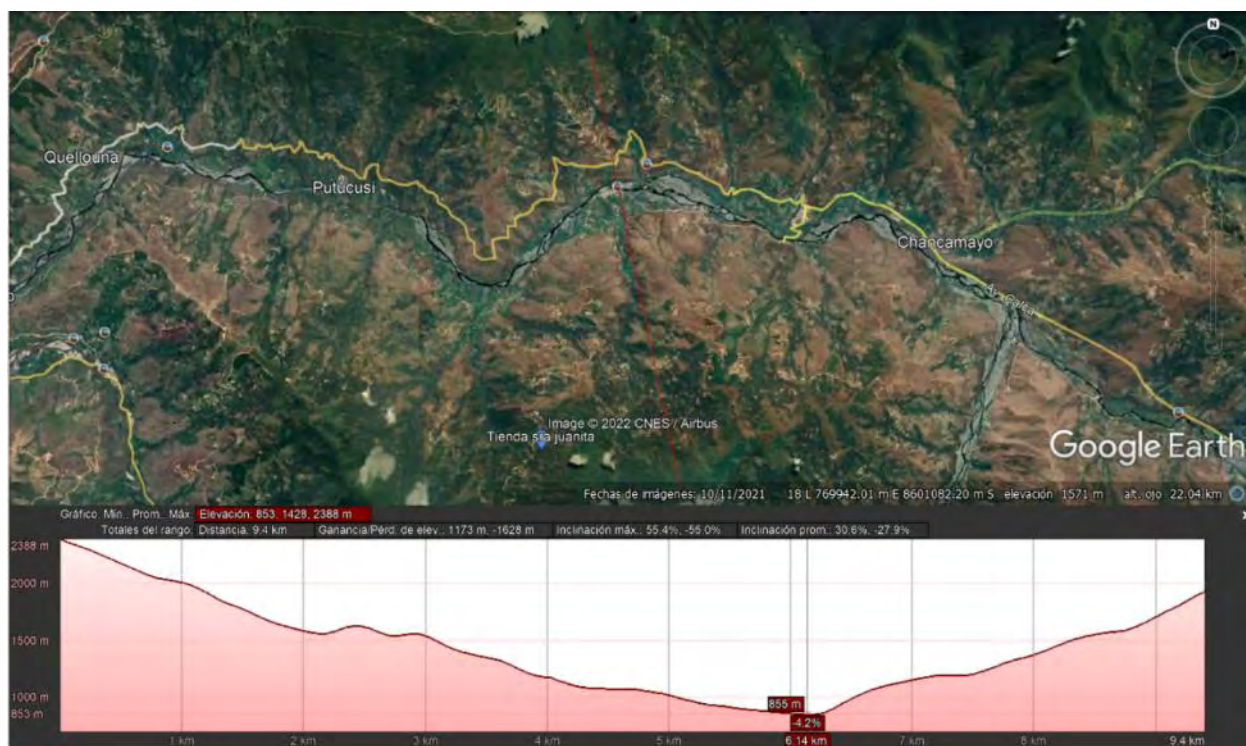 N
Quellouna
Putucusi
Chancamayo
Av. Calca
Image © 2022 CNES / Airbus
Tienda sra juanita
Google Earth
Fechas de imágenes: 10/11/2021 18 L 769942.01 m E 8601082.20 m S elevación 1571 m alt. ojo 22.04 km
Gráfico: Mín., Prom., Máx. Elevación: 853, 1428, 2388 m
Totales del rango: Distancia: 9.4 km Ganancia/Pérd. de elev.: 1173 m, -1628 m Inclinación máx.: 55.4%, -55.0% Inclinación prom.: 30.6%, -27.9%
2388 m
2000 m
1500 m
1000 m
853 m
855 m
-4.2%
1 km 2 km 3 km 4 km 5 km 6.14 km 7 km 8 km 9.4 km